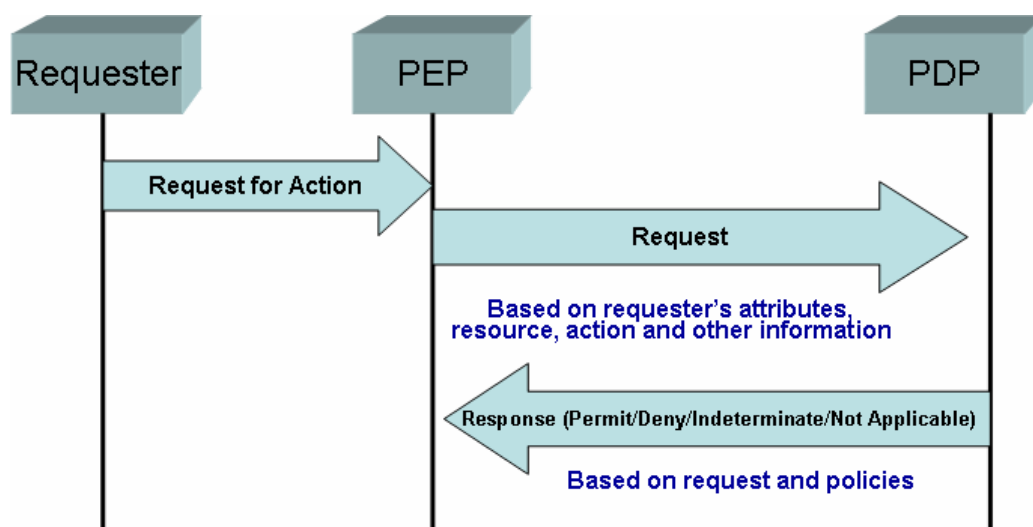 Requester
PEP
PDP
Request for Action
Request
Based on requester's attributes,
resource, action and other information
Response (Permit/Deny/Indeterminate/Not Applicable)
Based on request and policies